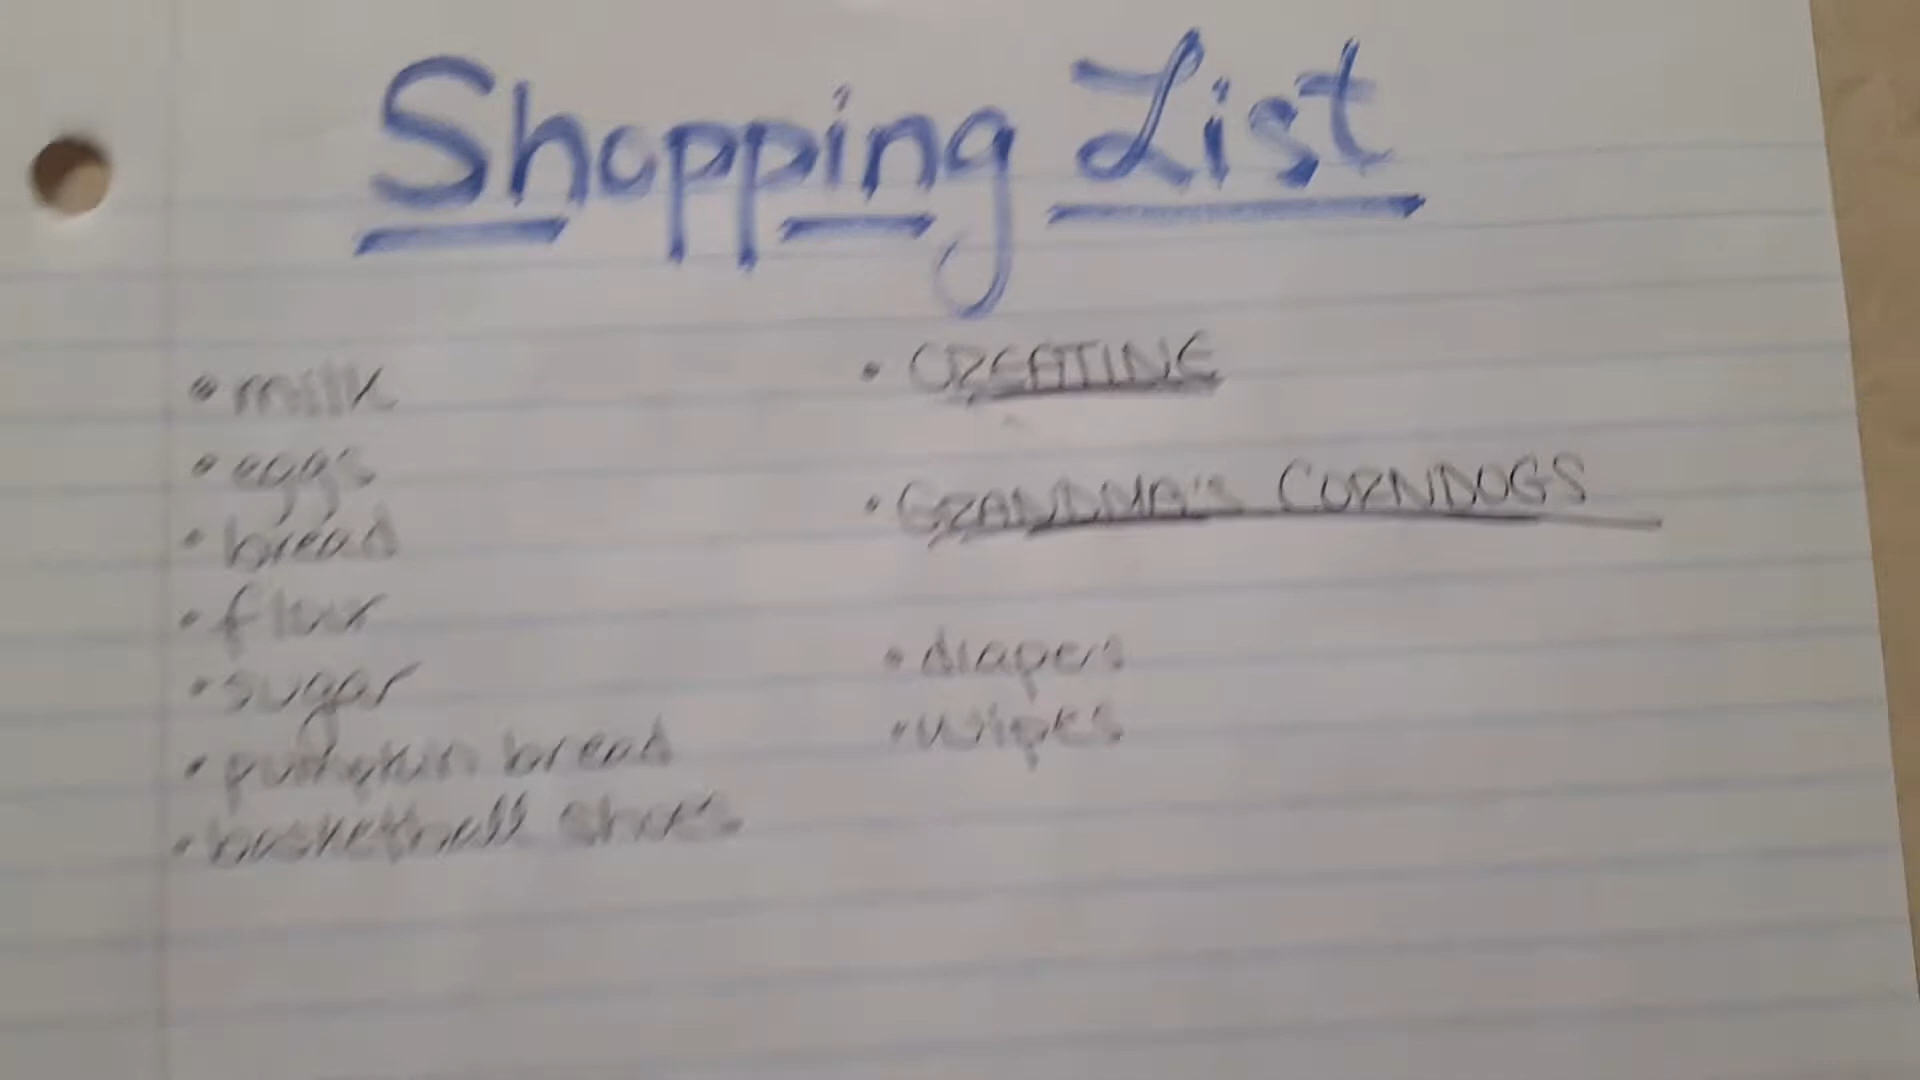 Shopping List
• milk
• eggs
• bread
• flour
• sugar
• pumpkin bread
• basketball shoes
• CREATINE
• GRANDMA'S CORNDOGS
• diapers
• wipes